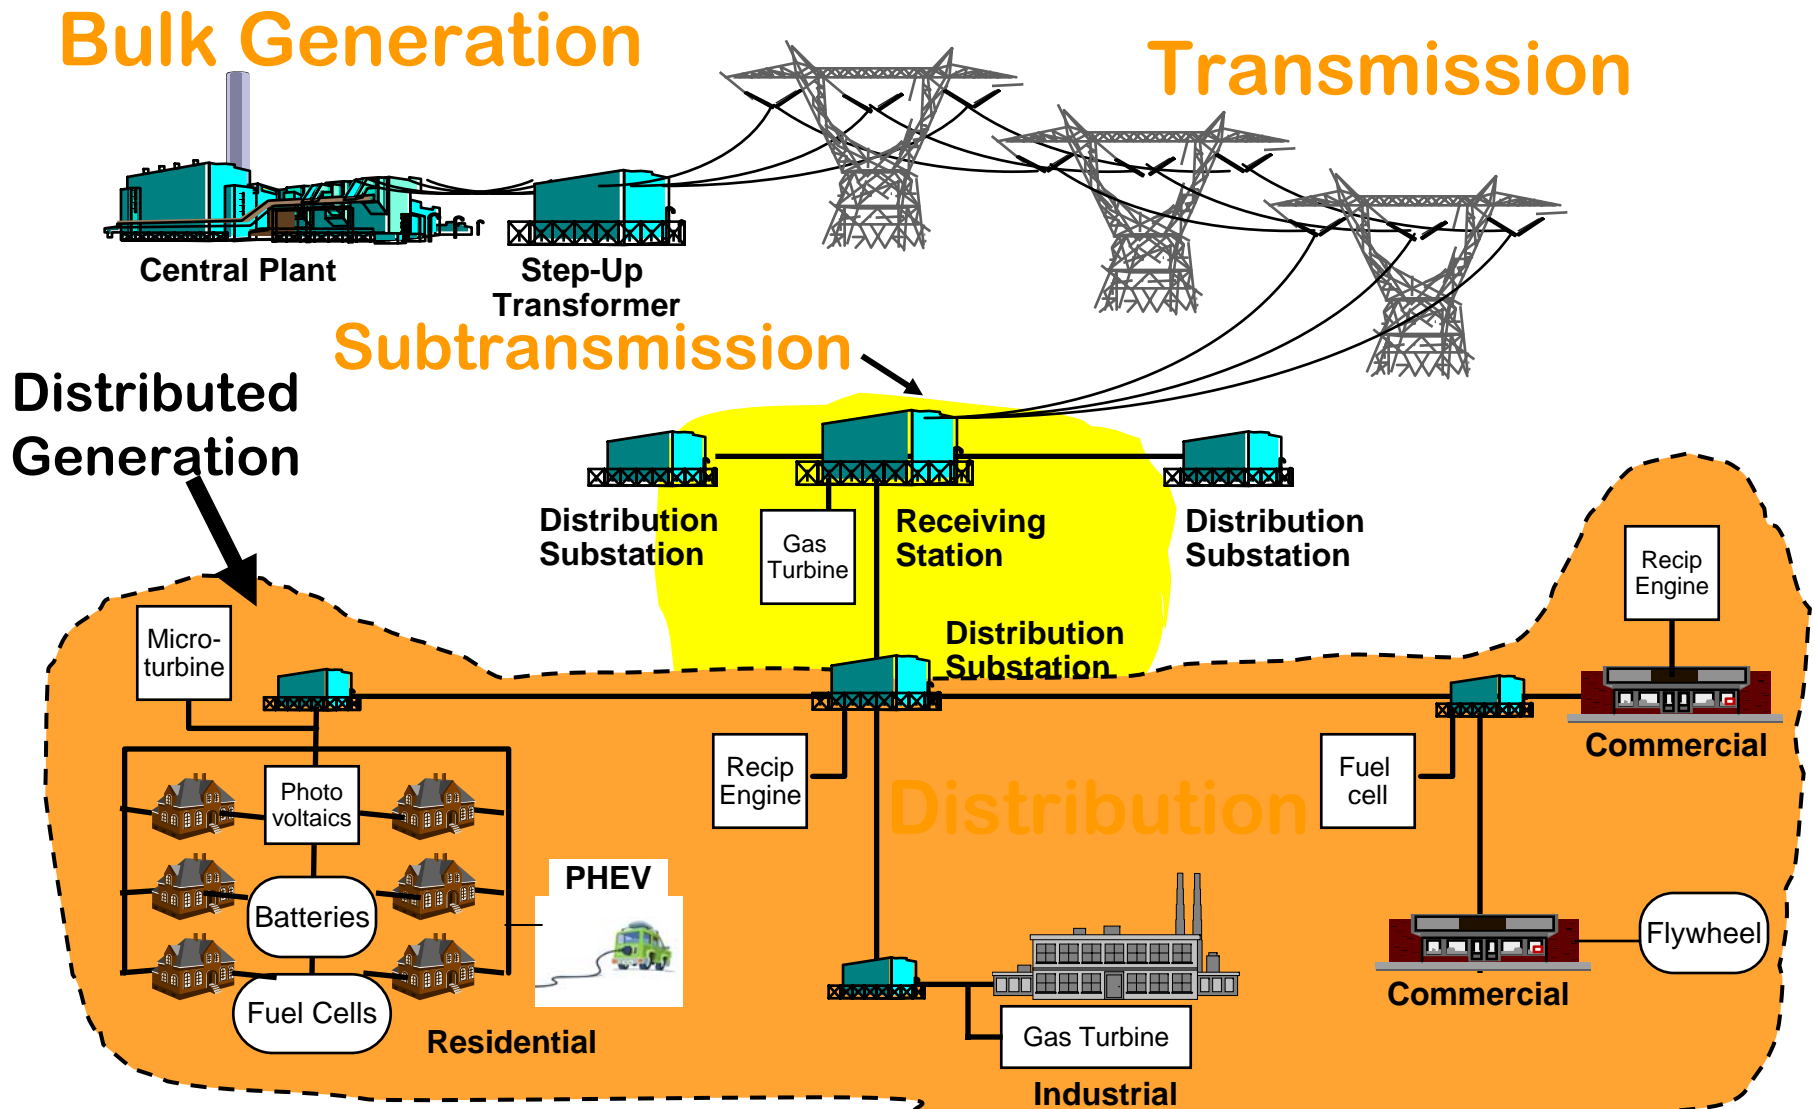 Bulk Generation
Transmission
Central Plant
Step-Up
Transformer
Subtransmission
Distributed
Generation
Distribution
Substation
Gas
Turbine
Receiving
Station
Distribution
Substation
Recip
Engine
Micro-
turbine
Distribution
Substation
Commercial
Recip
Engine
Fuel
cell
Photo
voltaics
Distribution
PHEV
Batteries
Flywheel
Commercial
Fuel Cells
Residential
Gas Turbine
Industrial